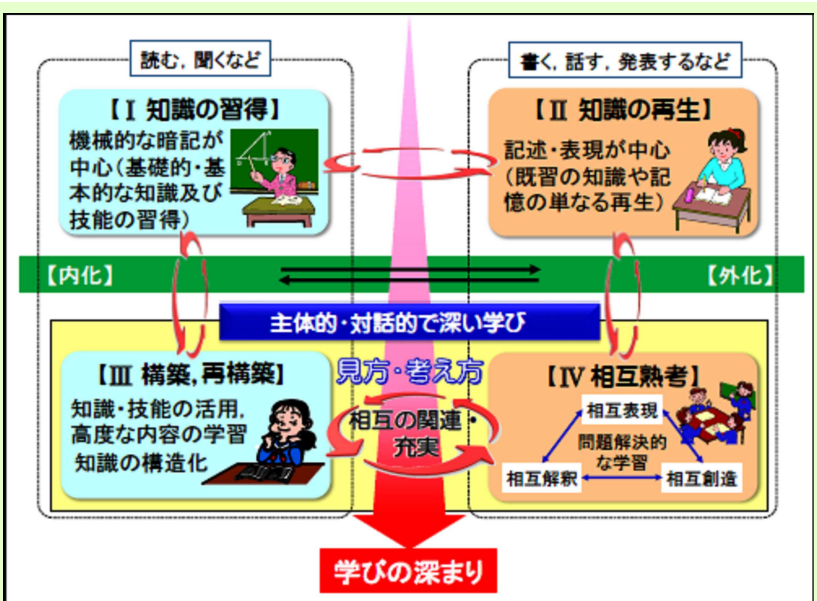 読む，聞くなど
書く，話す，発表するなど
【Ⅰ 知識の習得】
機械的な暗記が
中心（基礎的・基
本的な知識及び
技能の習得）
【Ⅱ 知識の再生】
記述・表現が中心
（既習の知識や記
憶の単なる再生）
【内化】
【外化】
主体的・対話的で深い学び
【Ⅲ 構築，再構築】
知識・技能の活用，
高度な内容の学習
知識の構造化
見方・考え方
相互の関連・
充実
【Ⅳ 相互熟考】
相互表現
問題解決的
な学習
相互解釈
相互創造
学びの深まり